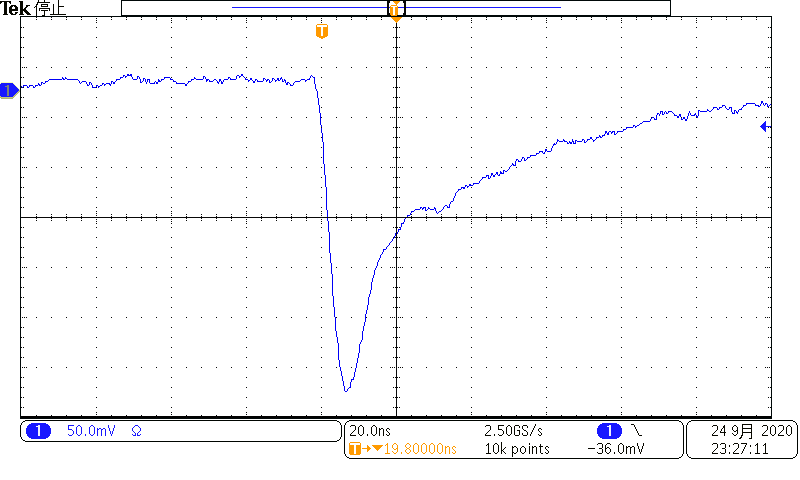 Tek 停止
T
T
1
1 50.0mV Ω
20.0ns 2.50GS/s 1
T→▼19.80000ns 10k points −36.0mV
24 9月 2020
23:27:11